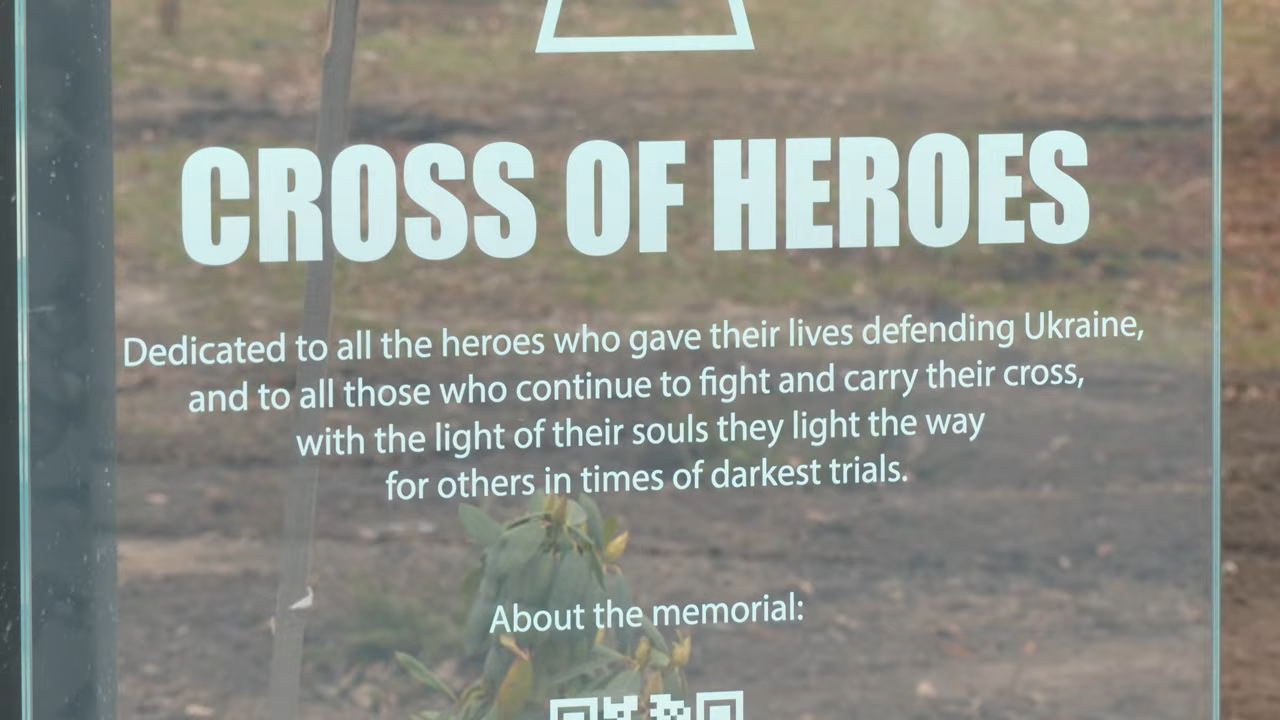 CROSS OF HEROES
Dedicated to all the heroes who gave their lives defending Ukraine,
and to all those who continue to fight and carry their cross,
with the light of their souls they light the way
for others in times of darkest trials.
About the memorial: